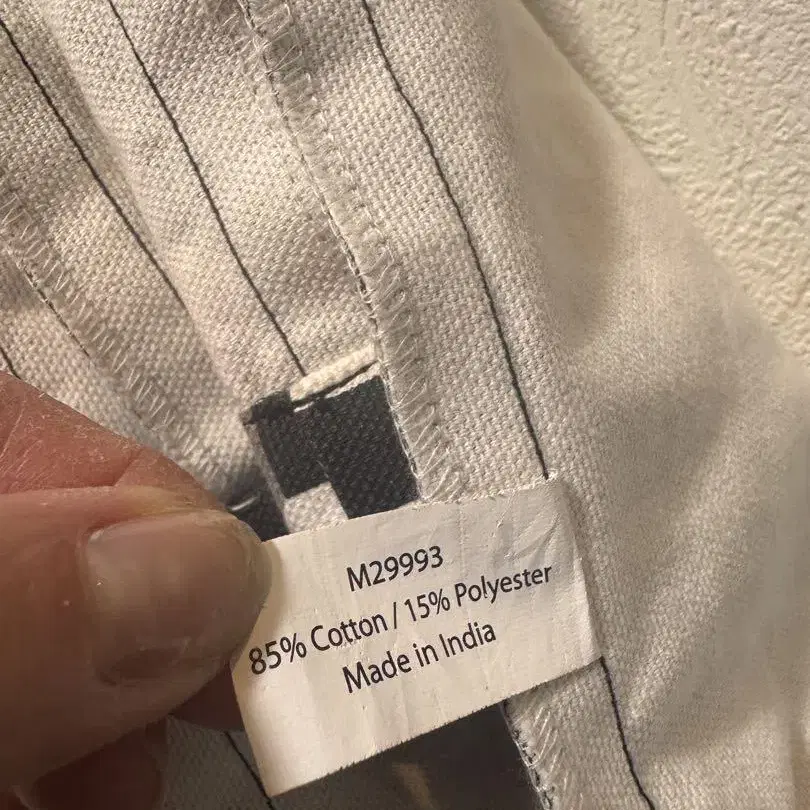 M29993
85% Cotton / 15% Polyester
Made in India